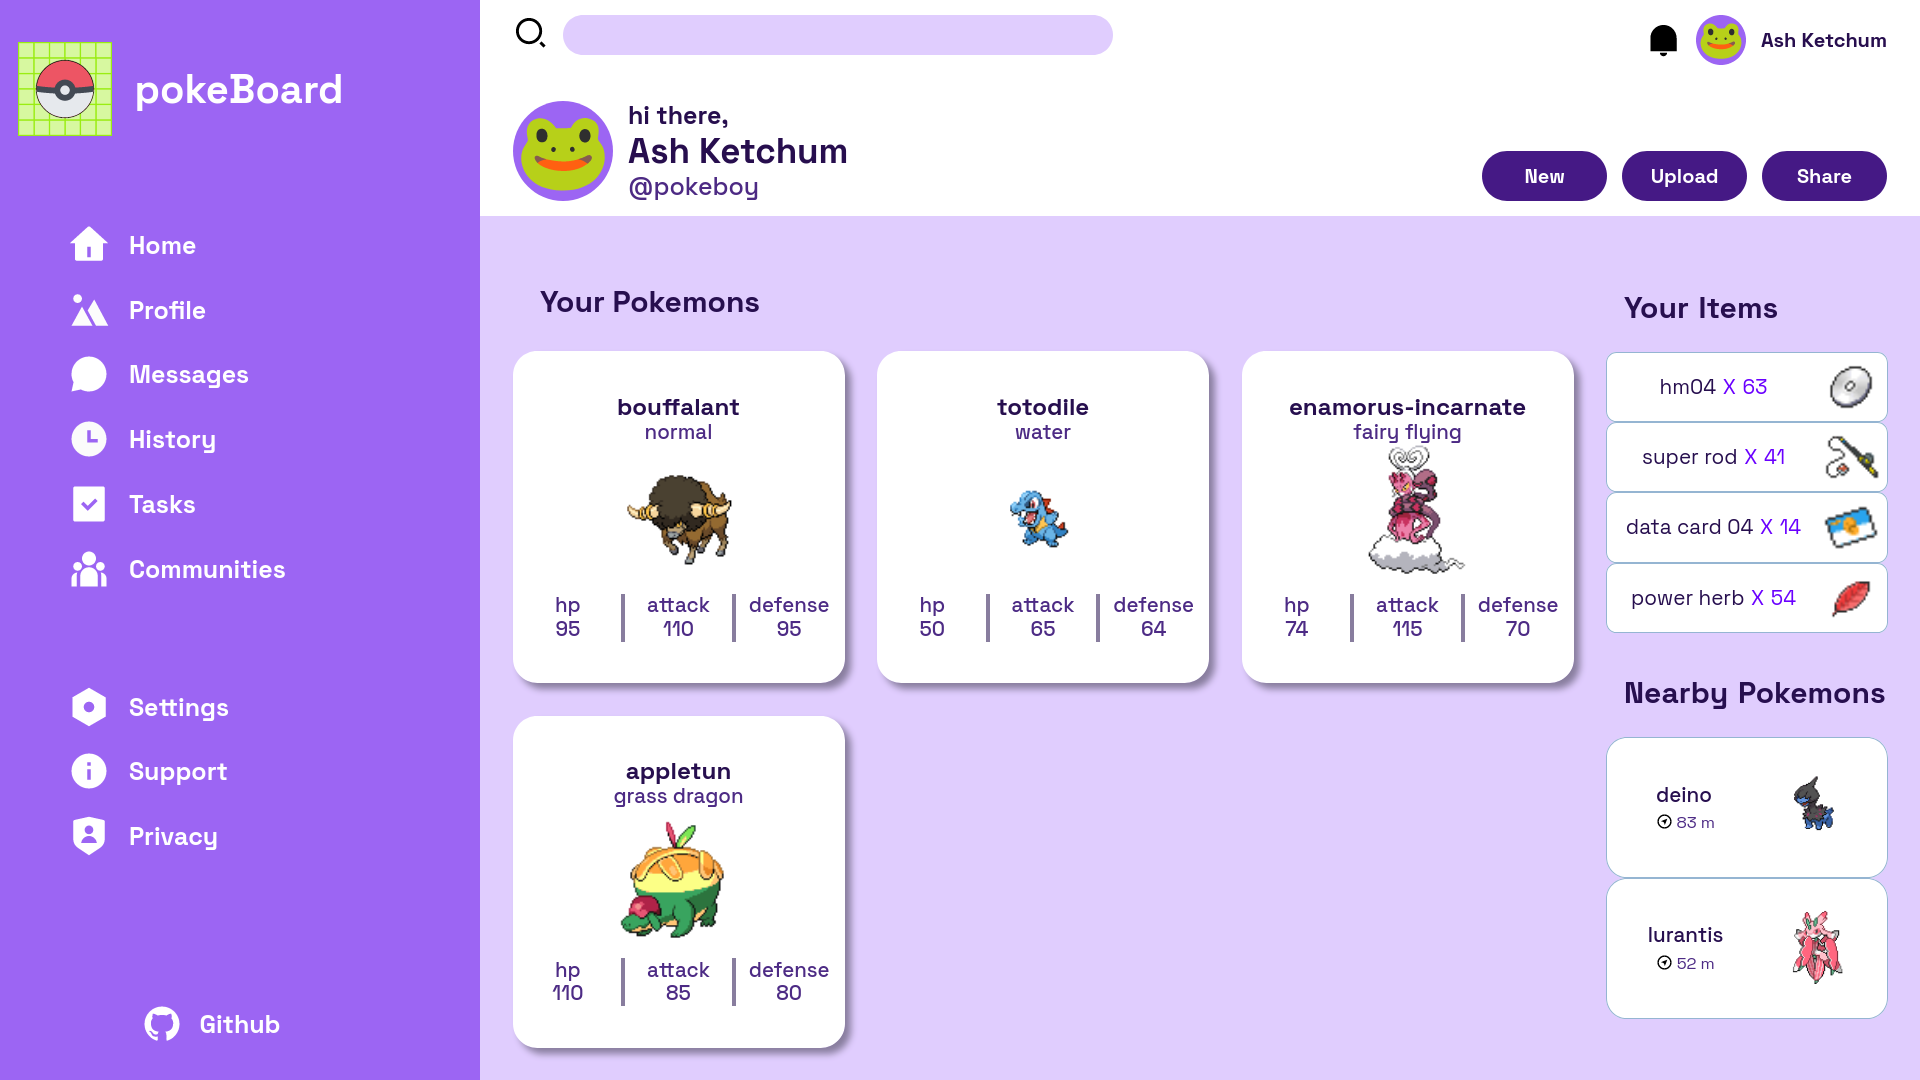 pokeBoard
Home
Profile
Messages
History
Tasks
Communities
Settings
Support
Privacy
Github
Ash Ketchum
hi there,
Ash Ketchum
@pokeboy
New
Upload
Share
Your Pokemons
bouffalant
normal
hp
95
attack
110
defense
95
totodile
water
hp
50
attack
65
defense
64
enamorus-incarnate
fairy flying
hp
74
attack
115
defense
70
appletun
grass dragon
hp
110
attack
85
defense
80
Your Items
hm04 X 63
super rod X 41
data card 04 X 14
power herb X 54
Nearby Pokemons
deino
83 m
lurantis
52 m